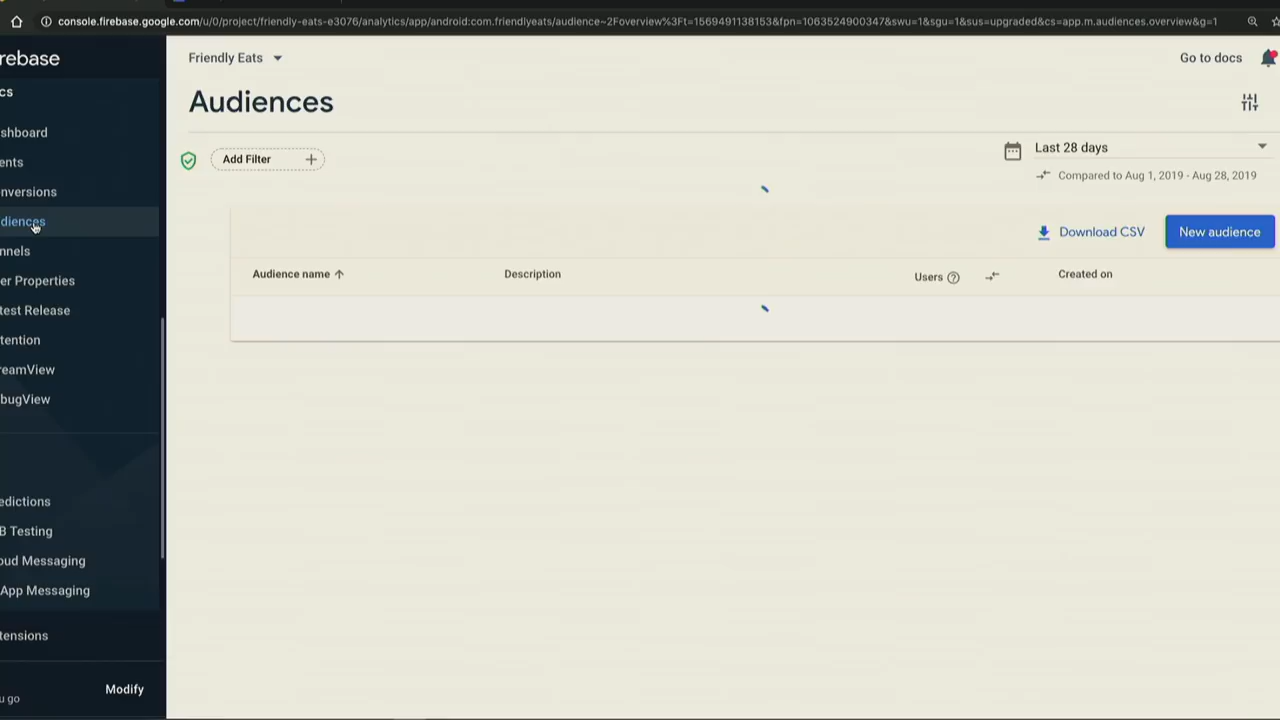 console.firebase.google.com/u/0/project/friendly-eats-e3076/analytics/app/android:com.friendlyeats/audience~2Foverview%3Ft=1569491138153&fpn=1063524900347&swu=1&sgu=1&sus=upgraded&cs=app.m.audiences.overview&g=1
rebase
Friendly Eats
Go to docs
cs
Audiences
shboard
Add Filter +
Last 28 days
Compared to Aug 1, 2019 - Aug 28, 2019
ents
nversions
diences
Download CSV
New audience
nnels
Audience name
Description
Users
Created on
er Properties
test Release
tention
reamView
bugView
edictions
B Testing
oud Messaging
App Messaging
tensions
Modify
u go